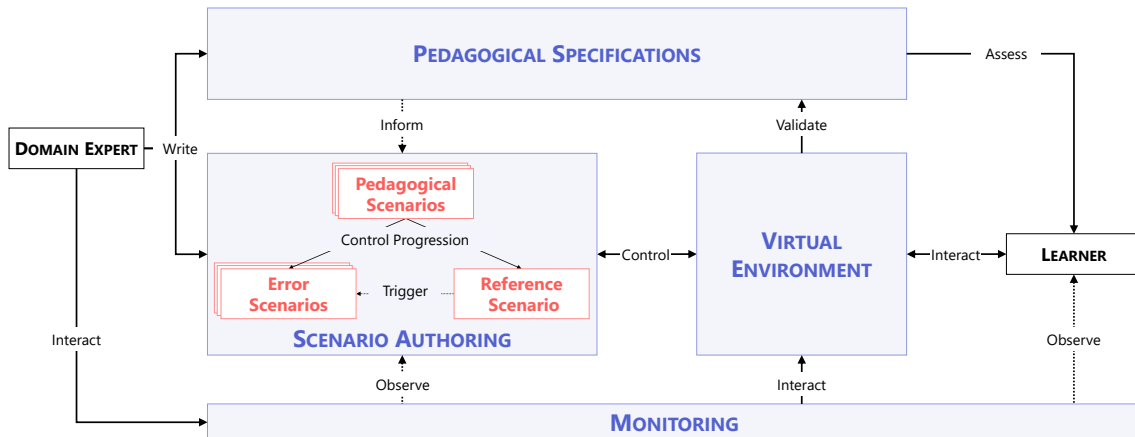 PEDAGOGICAL SPECIFICATIONS
Assess
Inform
Validate
DOMAIN EXPERT
Write
Pedagogical
Scenarios
Control Progression
Error
Scenarios
Trigger
Reference
Scenario
SCENARIO AUTHORING
Control
VIRTUAL
ENVIRONMENT
Interact
LEARNER
Interact
Observe
Interact
Observe
MONITORING